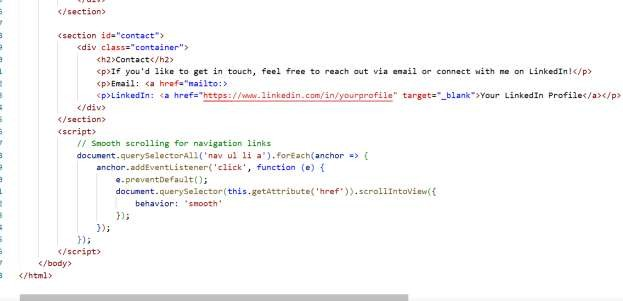 </div>
</section>
<section id="contact">
<div class="container">
<h2>Contact</h2>
<p>If you'd like to get in touch, feel free to reach out via email or connect with me on LinkedIn!</p>
<p>Email: <a href="mailto:>
<p>LinkedIn: <a href="https://www.linkedin.com/in/yourprofile" target="_blank">Your LinkedIn Profile</a></p>
</div>
</section>
<script>
// Smooth scrolling for navigation links
document.querySelectorAll('nav ul li a').forEach(anchor => {
anchor.addEventListener('click', function (e) {
e.preventDefault();
document.querySelector(this.getAttribute('href')).scrollIntoView({
behavior: 'smooth'
});
});
});
</script>
</body>
</html>